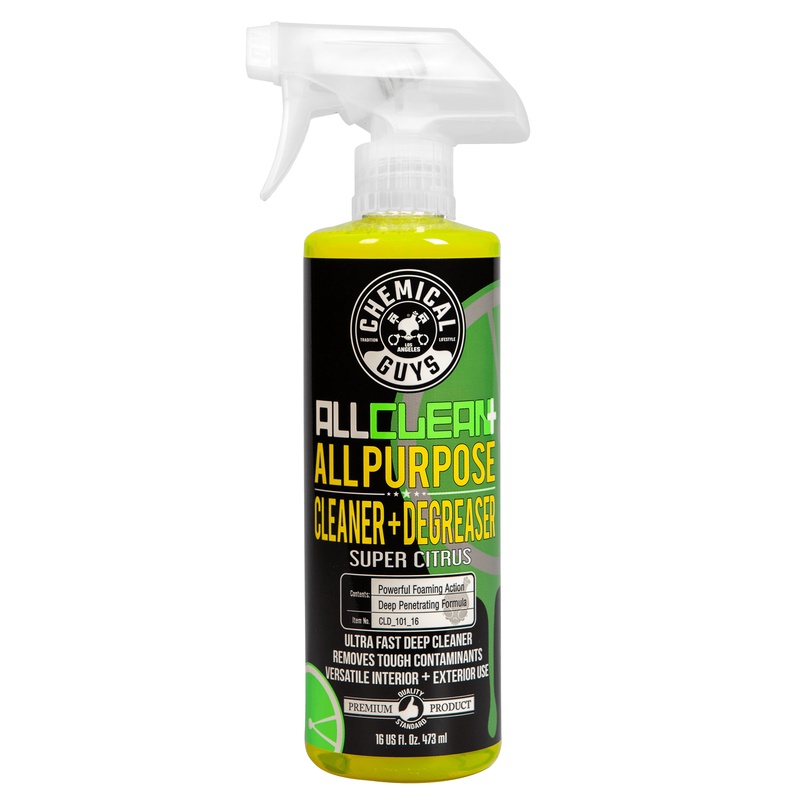 CHEMICAL
TRADITION LIFESTYLE
LOS
ANGELES
GUYS
ALLCLEAN+
ALL PURPOSE
CLEANER+DEGREASER
SUPER CITRUS
Contents: Powerful Foaming Action
Deep Penetrating Formula
Item No. CLD_101_16
ULTRA FAST DEEP CLEANER
REMOVES TOUGH CONTAMINANTS
VERSATILE INTERIOR + EXTERIOR USE
QUALITY
PREMIUM PRODUCT
STANDARD
16 US fl. Oz. 473 ml